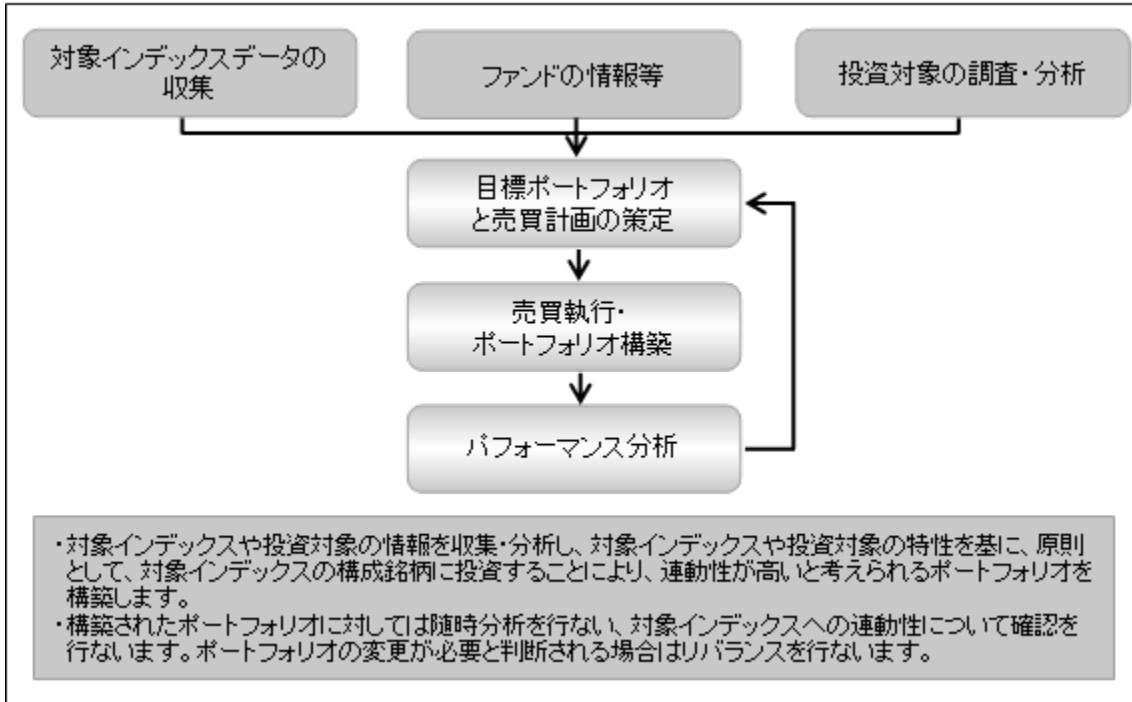 対象インデックスデータの
収集
ファンドの情報等
投資対象の調査・分析
目標ポートフォリオ
と売買計画の策定
売買執行・
ポートフォリオ構築
パフォーマンス分析
・対象インデックスや投資対象の情報を収集・分析し、対象インデックスや投資対象の特性を基に、原則
として、対象インデックスの構成銘柄に投資することにより、連動性が高いと考えられるポートフォリオを
構築します。
・構築されたポートフォリオに対しては随時分析を行ない、対象インデックスへの連動性について確認を
行ないます。ポートフォリオの変更が必要と判断される場合はリバランスを行ないます。